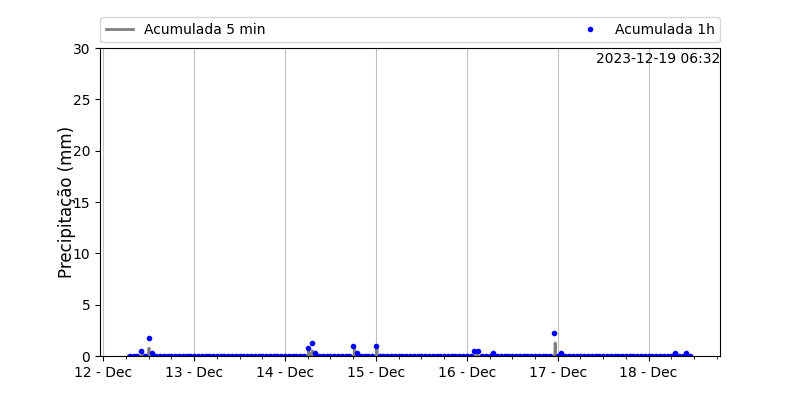 Acumulada 5 min
Acumulada 1h
2023-12-19 06:32
Precipitação (mm)
30
25
20
15
10
5
0
12 - Dec
13 - Dec
14 - Dec
15 - Dec
16 - Dec
17 - Dec
18 - Dec